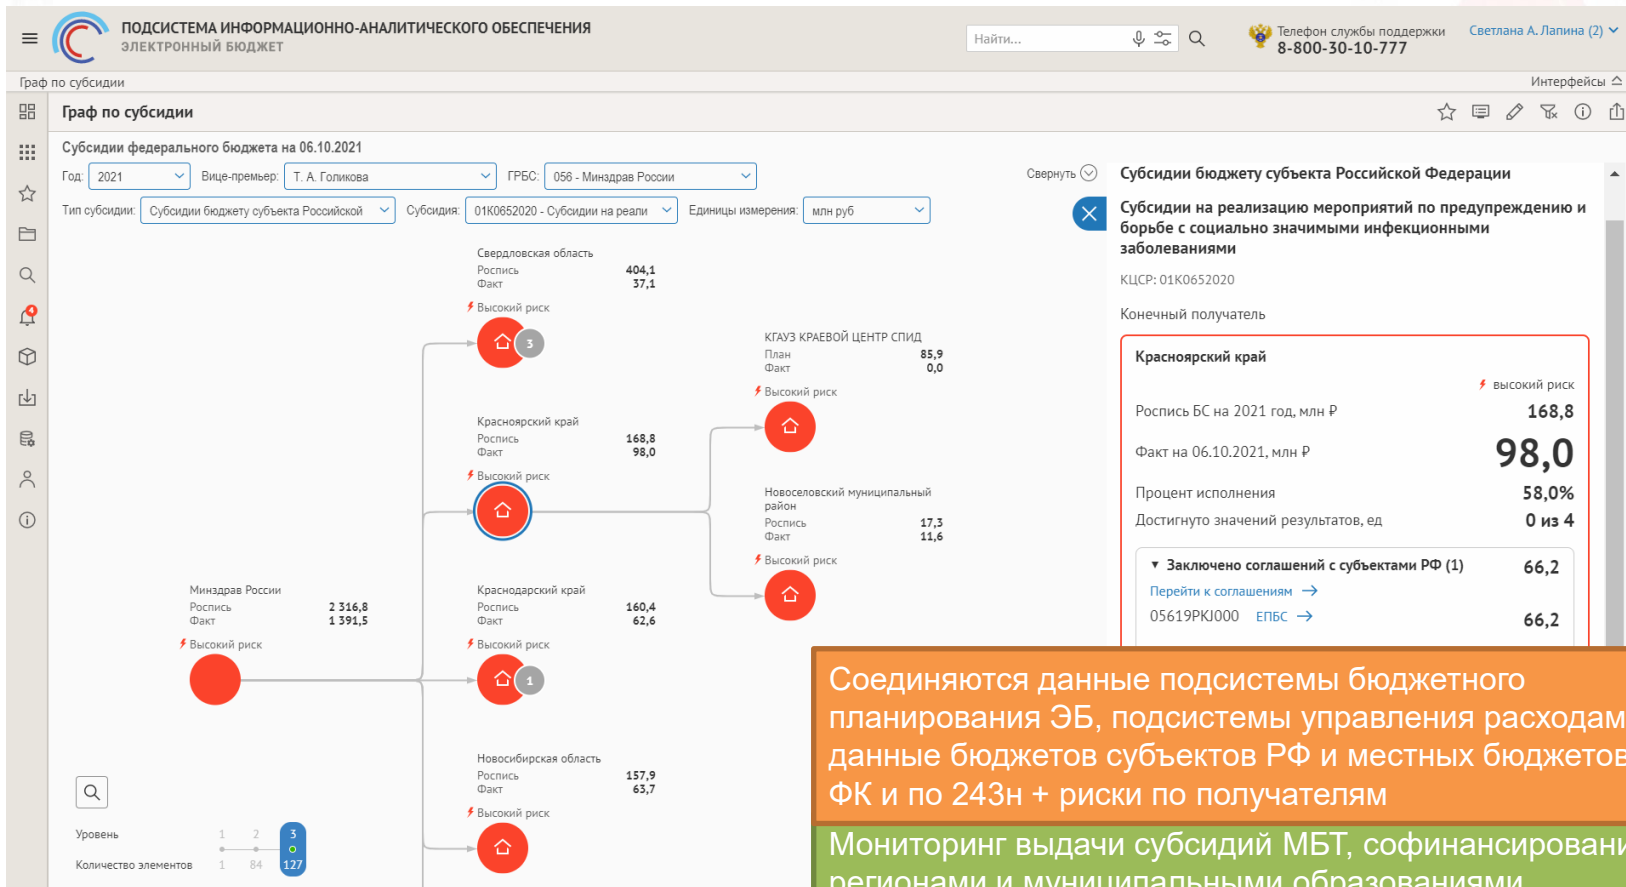 ПОДСИСТЕМА ИНФОРМАЦИОННО-АНАЛИТИЧЕСКОГО ОБЕСПЕЧЕНИЯ
ЭЛЕКТРОННЫЙ БЮДЖЕТ
Найти...
Телефон службы поддержки
8-800-30-10-777
Светлана А. Лапина (2)
Граф по субсидии
Интерфейсы
Граф по субсидии
Субсидии федерального бюджета на 06.10.2021
Год: 2021 Вице-премьер: Т. А. Голикова ГРБС: 056 - Минздрав России
Свернуть
Тип субсидии: Субсидии бюджету субъекта Российской Субсидия: 01К0652020 - Субсидии на реали Единицы измерения: млн руб
4
Свердловская область
Роспись 404,1
Факт 37,1
Высокий риск
3
Красноярский край
Роспись 168,8
Факт 98,0
Высокий риск
КГАУЗ КРАЕВОЙ ЦЕНТР СПИД
План 85,9
Факт 0,0
Высокий риск
Новоселовский муниципальный
район
Роспись 17,3
Факт 11,6
Высокий риск
Минздрав России
Роспись 2 316,8
Факт 1 391,5
Высокий риск
Краснодарский край
Роспись 160,4
Факт 62,6
Высокий риск
1
Новосибирская область
Роспись 157,9
Факт 63,7
Высокий риск
Уровень 1 2 3
Количество элементов 1 84 127
Субсидии бюджету субъекта Российской Федерации
Субсидии на реализацию мероприятий по предупреждению и
борьбе с социально значимыми инфекционными
заболеваниями
КЦСР: 01К0652020
Конечный получатель
Красноярский край
высокий риск
Роспись БС на 2021 год, млн ₽ 168,8
Факт на 06.10.2021, млн ₽ 98,0
Процент исполнения 58,0%
Достигнуто значений результатов, ед 0 из 4
Заключено соглашений с субъектами РФ (1) 66,2
Перейти к соглашениям →
05619PKJ000 ЕПБС → 66,2
Соединяются данные подсистемы бюджетного
планирования ЭБ, подсистемы управления расходам
данные бюджетов субъектов РФ и местных бюджетов
ФК и по 243н + риски по получателям
Мониторинг выдачи субсидий МБТ, софинансировани
регионами и муниципальными образованиями